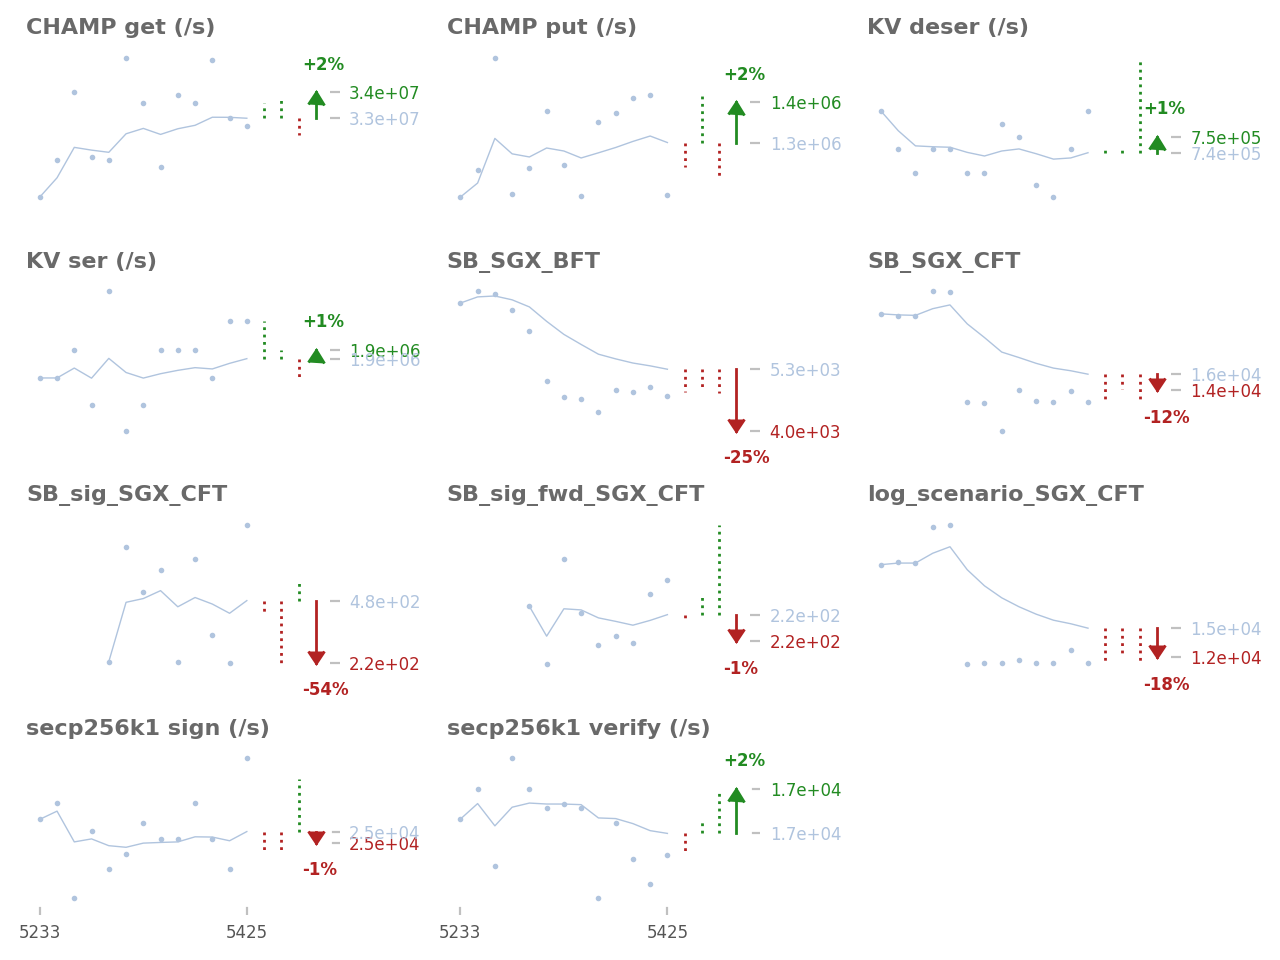 CHAMP get (/s)
+2%
3.4e+07
3.3e+07
CHAMP put (/s)
+2%
1.4e+06
1.3e+06
KV deser (/s)
+1%
7.5e+05
7.4e+05
KV ser (/s)
+1%
1.9e+06
1.9e+06
SB_SGX_BFT
5.3e+03
4.0e+03
-25%
SB_SGX_CFT
1.6e+04
1.4e+04
-12%
SB_sig_SGX_CFT
4.8e+02
2.2e+02
-54%
SB_sig_fwd_SGX_CFT
2.2e+02
2.2e+02
-1%
log_scenario_SGX_CFT
1.5e+04
1.2e+04
-18%
secp256k1 sign (/s)
2.5e+04
2.5e+04
-1%
5233
5425
secp256k1 verify (/s)
+2%
1.7e+04
1.7e+04
5233
5425